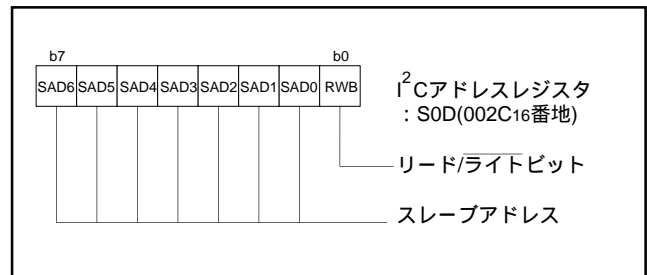 b7 b0
SAD6 SAD5 SAD4 SAD3 SAD2 SAD1 SAD0 RWB
I²Cアドレスレジスタ
: S0D(002C16番地)
リード/ライトビット
スレーブアドレス